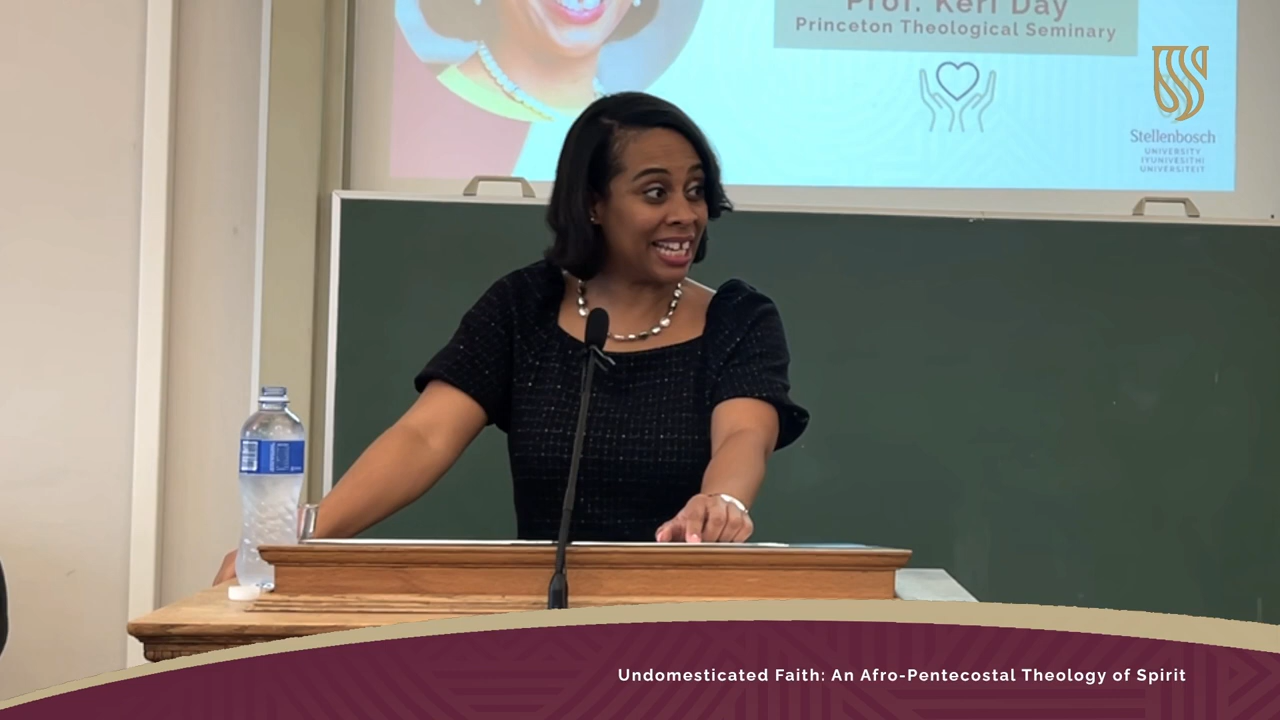 Prof. Keri Day
Princeton Theological Seminary
Stellenbosch
UNIVERSITY
IYUNIVESITHI
UNIVERSITEIT
Undomesticated Faith: An Afro-Pentecostal Theology of Spirit